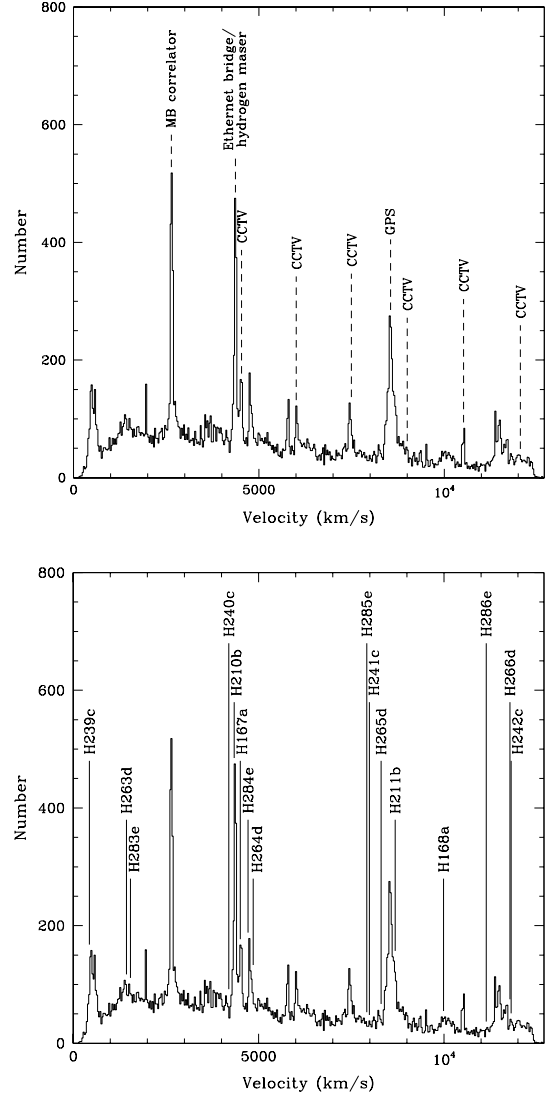 800
600
400
200
0
Number
MB correlator
Ethernet bridge/
hydrogen maser
CCTV
CCTV
CCTV
GPS
CCTV
CCTV
CCTV
0
5000
10⁴
Velocity (km/s)
800
600
400
200
0
Number
H239c
H263d
H283e
H240c
H210b
H167a
H284e
H264d
H285e
H241c
H265d
H211b
H168a
H286e
H266d
H242c
0
5000
10⁴
Velocity (km/s)